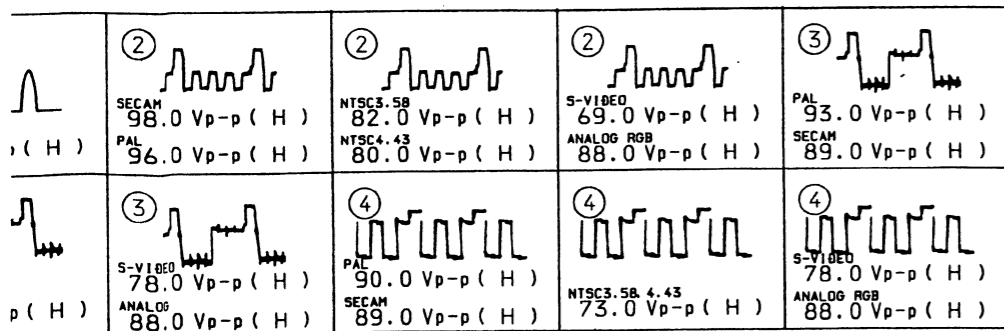 ② ② ② ③
SECAM NTSC3.58 S-VIDEO PAL
(H) 98.0 Vp-p (H) 82.0 Vp-p (H) 69.0 Vp-p (H) 93.0 Vp-p (H)
PAL NTSC4.43 ANALOG RGB SECAM
96.0 Vp-p (H) 80.0 Vp-p (H) 88.0 Vp-p (H) 89.0 Vp-p (H)
③ ④ ④ ④
S-VIDEO PAL S-VIDEO
78.0 Vp-p (H) 90.0 Vp-p (H) 78.0 Vp-p (H)
ANALOG SECAM NTSC3.58.4.43 ANALOG RGB
p (H) 88.0 Vp-p (H) 89.0 Vp-p (H) 73.0 Vp-p (H) 88.0 Vp-p (H)